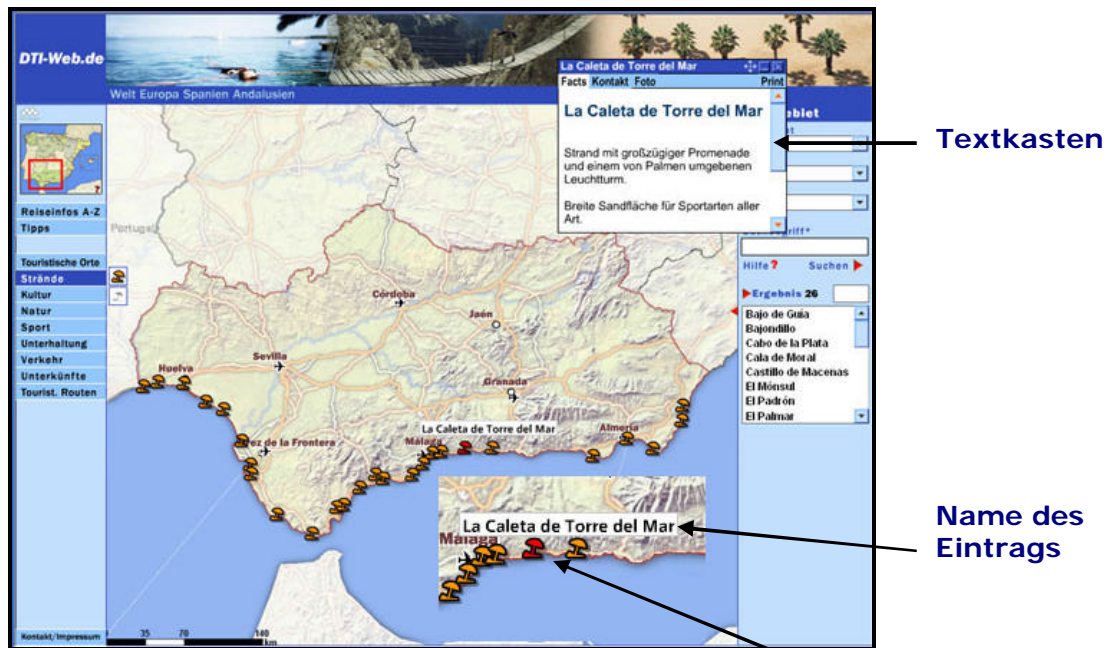 DTI-Web.de
Welt Europa Spanien Andalusien
La Caleta de Torre del Mar
Facts Kontakt Foto Print
La Caleta de Torre del Mar
Strand mit großzügiger Promenade
und einem von Palmen umgebenen
Leuchtturm.
Breite Sandfläche für Sportarten aller
Art.
Textkasten
?
Reiseinfos A-Z
Tipps
Touristische Orte
Strände
Kultur
Natur
Sport
Unterhaltung
Verkehr
Unterkünfte
Tourist. Routen
Kontakt/Impressum
Portugal
Córdoba
Jaén
Sevilla
Huelva
Granada
La Caleta de Torre del Mar
Málaga
Almería
rez de la Frontera
La Caleta de Torre del Mar
Málaga
35 70 140
km
Hilfe? Suchen
Ergebnis 26
Bajo de Guía
Bajondillo
Cabo de la Plata
Cala de Moral
Castillo de Macenas
El Mónsul
El Padrón
El Palmar
Name des
Eintrags